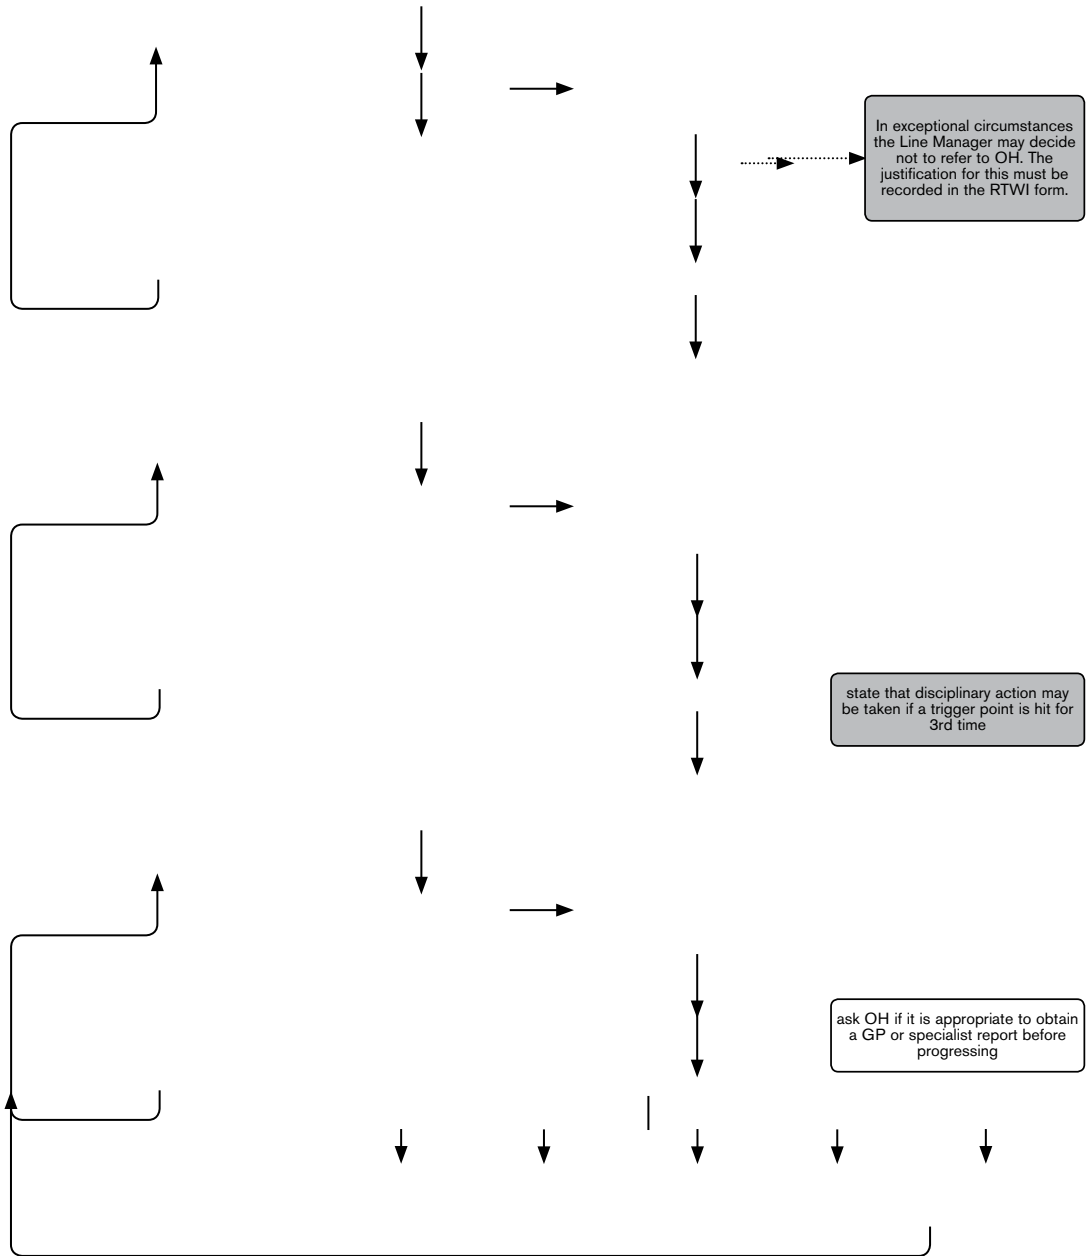 In exceptional circumstances
the Line Manager may decide
not to refer to OH. The
justification for this must be
recorded in the RTWI form.
state that disciplinary action may
be taken if a trigger point is hit for
3rd time
ask OH if it is appropriate to obtain
a GP or specialist report before
progressing